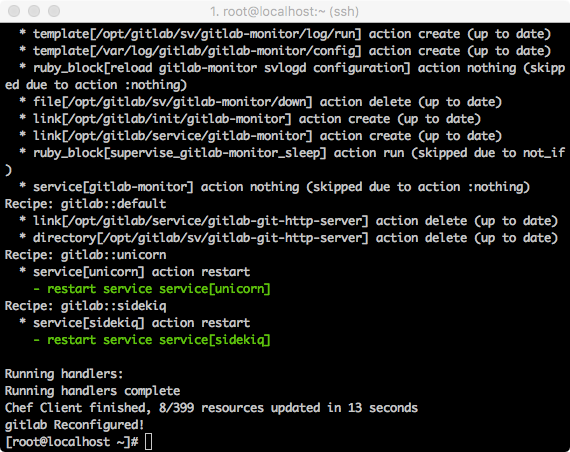 1. root@localhost:~ (ssh)
* template[/opt/gitlab/sv/gitlab-monitor/log/run] action create (up to date)
* template[/var/log/gitlab/gitlab-monitor/config] action create (up to date)
* ruby_block[reload gitlab-monitor svlogd configuration] action nothing (skipp
ed due to action :nothing)
* file[/opt/gitlab/sv/gitlab-monitor/down] action delete (up to date)
* link[/opt/gitlab/init/gitlab-monitor] action create (up to date)
* link[/opt/gitlab/service/gitlab-monitor] action create (up to date)
* ruby_block[supervise_gitlab-monitor_sleep] action run (skipped due to not_if
)
* service[gitlab-monitor] action nothing (skipped due to action :nothing)
Recipe: gitlab::default
* link[/opt/gitlab/service/gitlab-git-http-server] action delete (up to date)
* directory[/opt/gitlab/sv/gitlab-git-http-server] action delete (up to date)
Recipe: gitlab::unicorn
* service[unicorn] action restart
- restart service service[unicorn]
Recipe: gitlab::sidekiq
* service[sidekiq] action restart
- restart service service[sidekiq]
Running handlers:
Running handlers complete
Chef Client finished, 8/399 resources updated in 13 seconds
gitlab Reconfigured!
[root@localhost ~]#